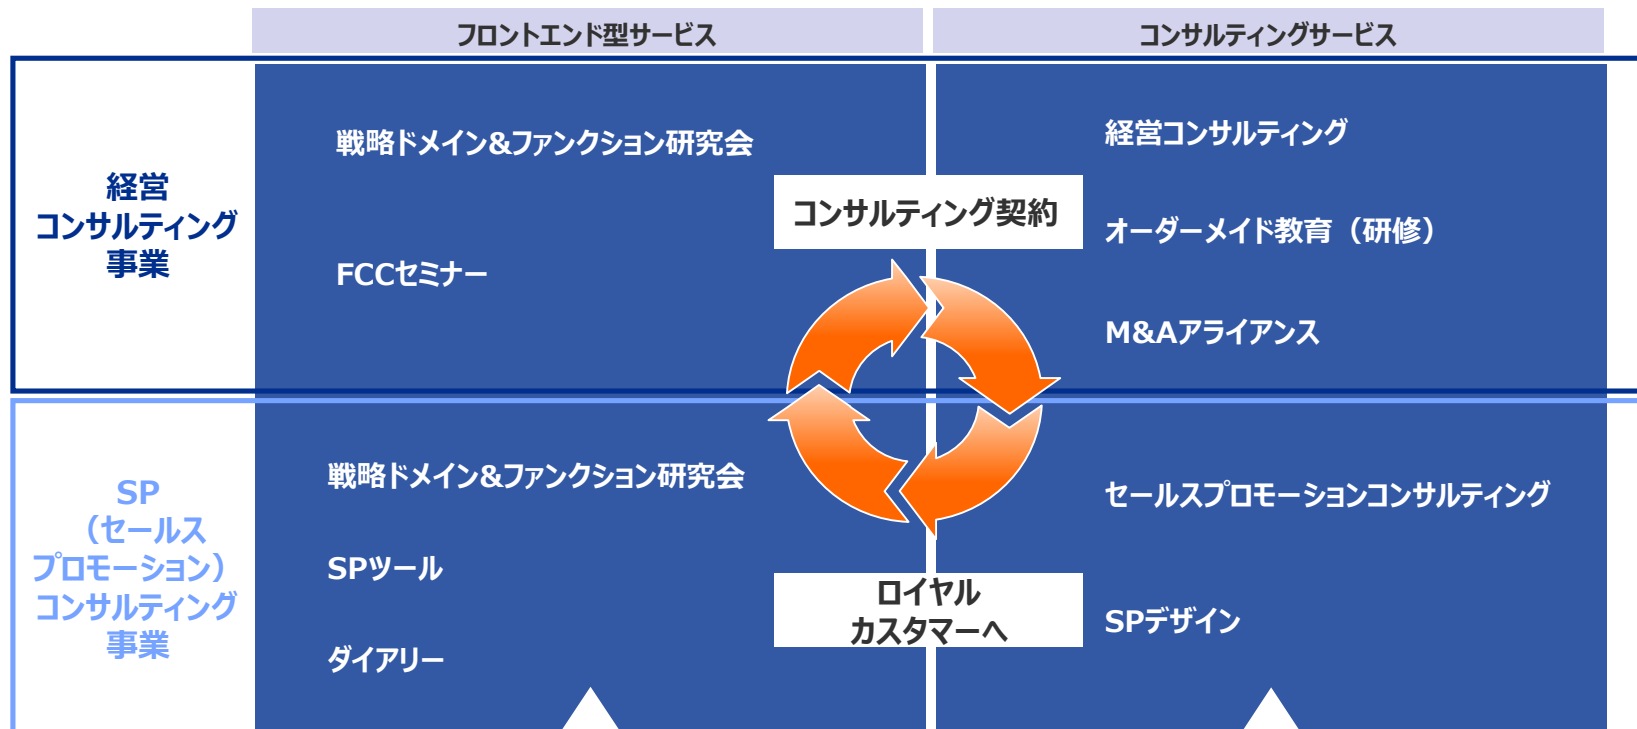 フロントエンド型サービス
コンサルティングサービス
経営
コンサルティング
事業
戦略ドメイン&ファンクション研究会
FCCセミナー
コンサルティング契約
経営コンサルティング
オーダーメイド教育（研修）
M&Aアライアンス
SP
（セールス
プロモーション）
コンサルティング
事業
戦略ドメイン&ファンクション研究会
SPツール
ダイアリー
ロイヤル
カスタマーへ
セールスプロモーションコンサルティング
SPデザイン